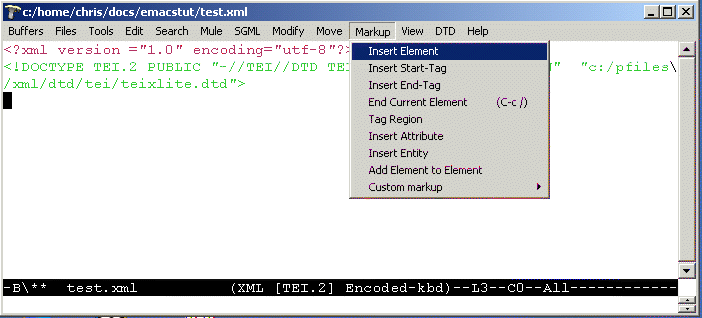 c:/home/chris/docs/emacstut/test.xml
Buffers Files Tools Edit Search Mule SGML Modify Move Markup View DTD Help
<?xml version ="1.0" encoding="utf-8"?>
<!DOCTYPE TEI.2 PUBLIC "-//TEI//DTD TE " "c:/pfiles\
/xml/dtd/tei/teixlite.dtd">
Insert Element
Insert Start-Tag
Insert End-Tag
End Current Element (C-c /)
Tag Region
Insert Attribute
Insert Entity
Add Element to Element
Custom markup
-B\** test.xml (XML [TEI.2] Encoded-kbd)--L3--C0--All------------